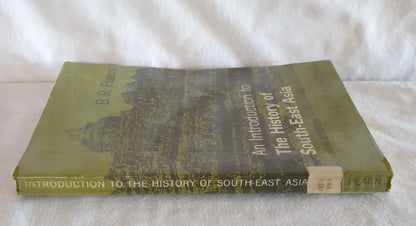 B. R. Pearn
An Introduction to
The History of
South-East Asia
INTRODUCTION TO THE HISTORY OF SOUTH-EAST ASIA
PEARN